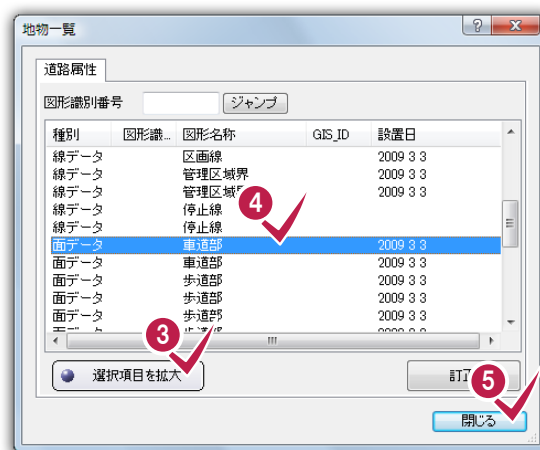 地物一覧
道路属性
図形識別番号 ジャンプ
種別 図形識... 図形名称 GIS_ID 設置日
線データ 区画線 2009 3 3
線データ 管理区域界 2009 3 3
線データ 管理区域 2009 3 3
線データ 停止線
線データ 停止線
面データ 車道部 2009 3 3
面データ 車道部 2009 3 3
面データ 歩道部 2009 3 3
面データ 歩道部 2009 3 3
面データ 歩道部 2009 3 3
4
3
選択項目を拡大
訂
5
閉じる